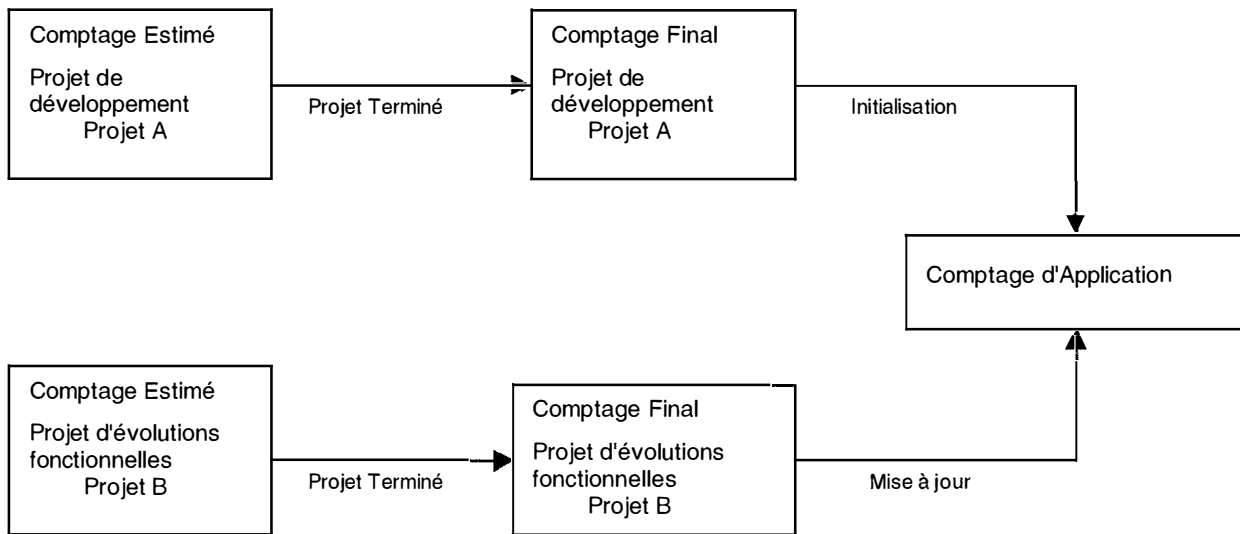 Comptage Estimé
Projet de
développement
Projet A
Projet Terminé
Comptage Final
Projet de
développement
Projet A
Initialisation
Comptage d'Application
Comptage Estimé
Projet d'évolutions
fonctionnelles
Projet B
Projet Terminé
Comptage Final
Projet d'évolutions
fonctionnelles
Projet B
Mise à jour